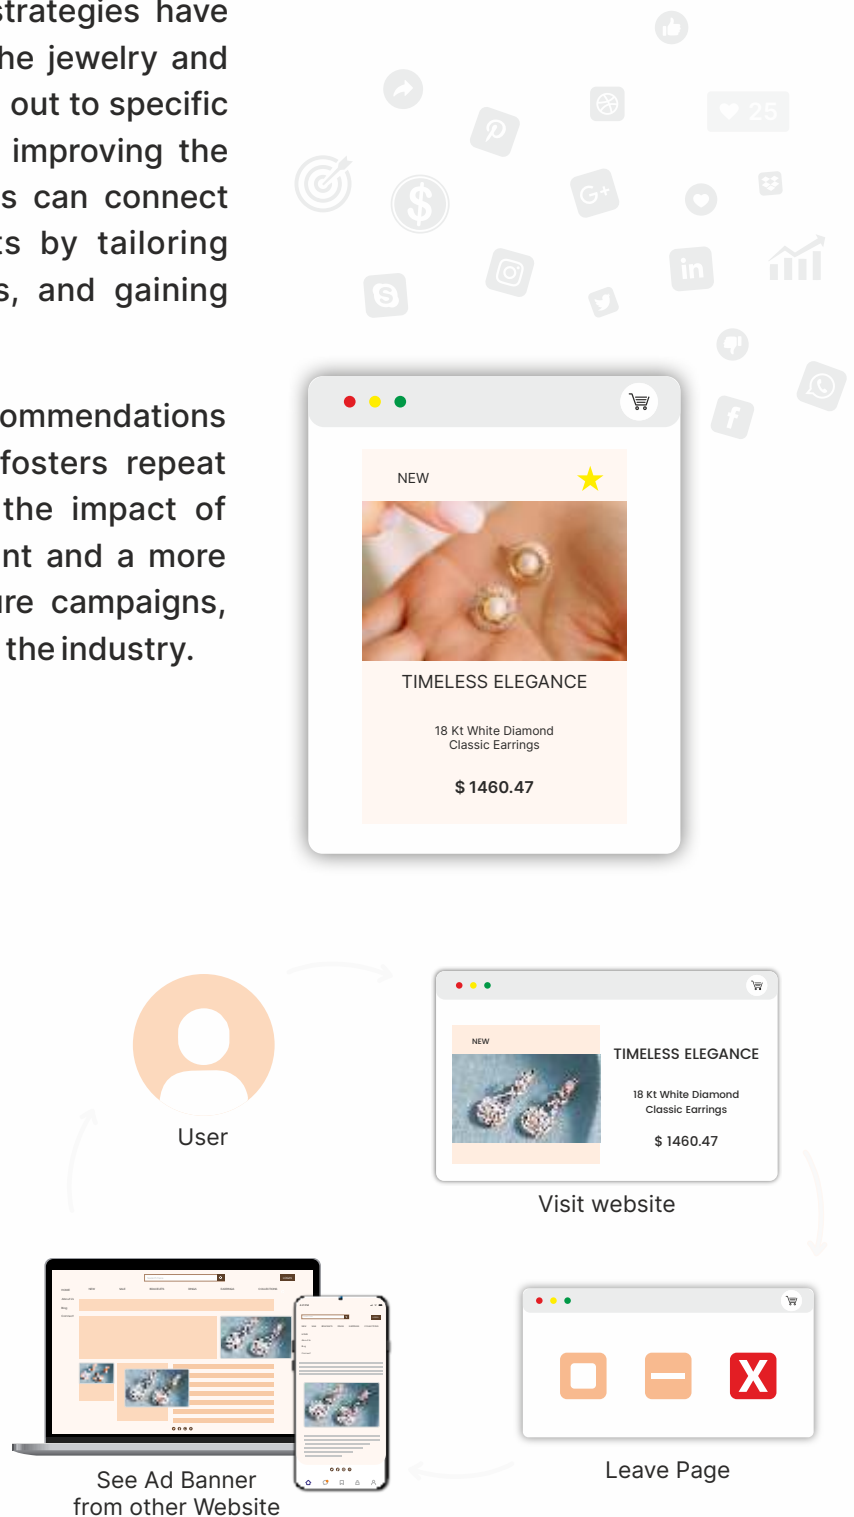 strategies have
he jewelry and
out to specific
improving the
s can connect
ts by tailoring
s, and gaining
ommendations
fosters repeat
the impact of
nt and a more
ure campaigns,
the industry.
25
G+
in
NEW
TIMELESS ELEGANCE
18 Kt White Diamond
Classic Earrings
$ 1460.47
User
NEW
TIMELESS ELEGANCE
18 Kt White Diamond
Classic Earrings
$ 1460.47
Visit website
X
Leave Page
See Ad Banner
from other Website